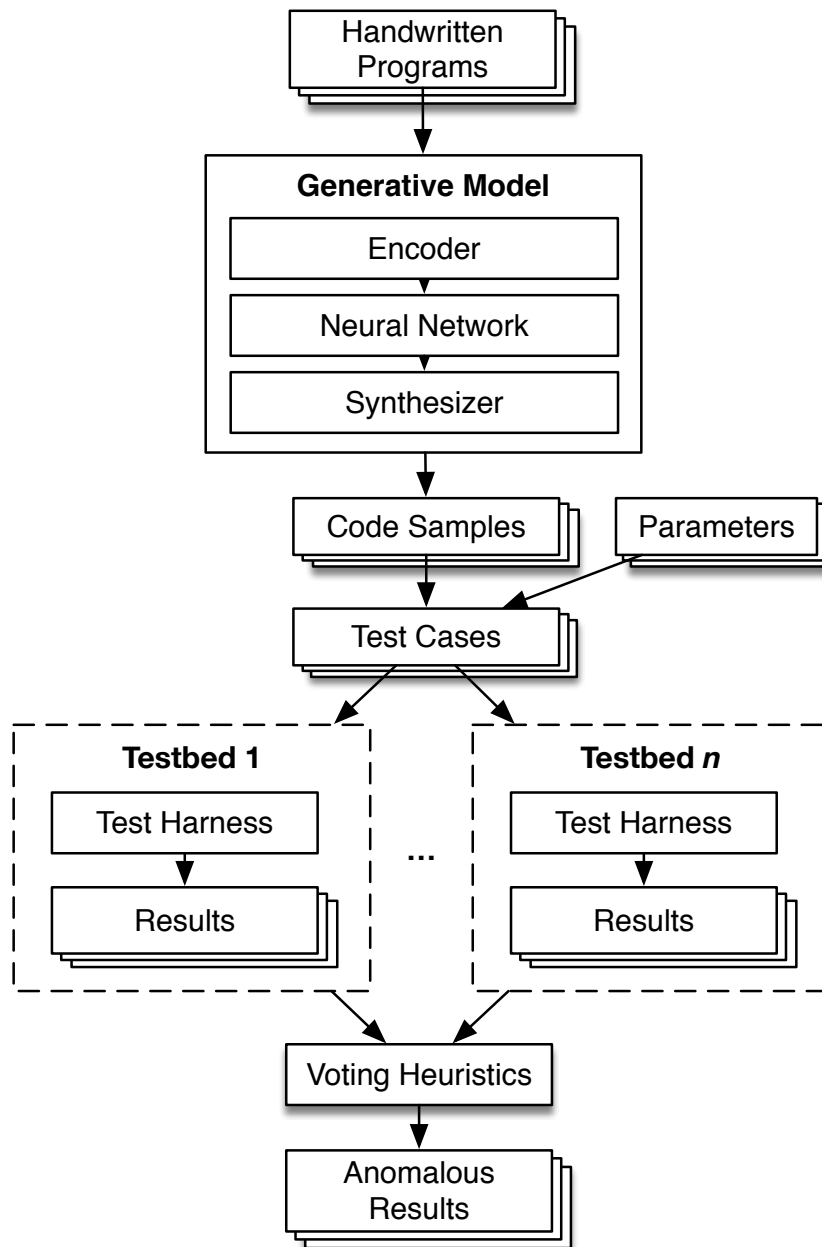 Handwritten
Programs
Generative Model
Encoder
Neural Network
Synthesizer
Code Samples
Parameters
Test Cases
Testbed 1
Test Harness
Results
...
Testbed n
Test Harness
Results
Voting Heuristics
Anomalous
Results